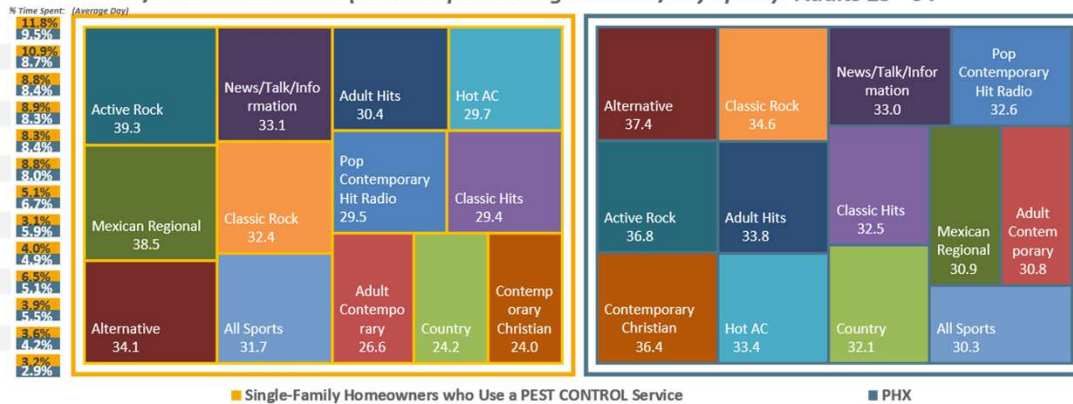 % Time Spent: (Average Day)
11.8%
9.5%
10.9%
8.7%
8.8%
8.4%
8.9%
8.3%
8.3%
8.4%
8.8%
8.0%
5.1%
6.7%
3.1%
5.9%
4.0%
4.9%
6.5%
5.1%
3.9%
5.5%
3.6%
4.2%
3.2%
2.9%
Active Rock
39.3
Mexican Regional
38.5
Alternative
34.1
News/Talk/Info
rmation
33.1
Classic Rock
32.4
All Sports
31.7
Adult Hits
30.4
Hot AC
29.7
Pop
Contemporary
Hit Radio
29.5
Classic Hits
29.4
Adult
Contempo
rary
26.6
Country
24.2
Contemp
orary
Christian
24.0
Alternative
37.4
Active Rock
36.8
Contemporary
Christian
36.4
Classic Rock
34.6
Adult Hits
33.8
Hot AC
33.4
News/Talk/Infor
mation
33.0
Pop
Contemporary
Hit Radio
32.6
Classic Hits
32.5
Country
32.1
Mexican
Regional
30.9
Adult
Contem
porary
30.8
All Sports
30.3
Single-Family Homeowners who Use a PEST CONTROL Service
PHX